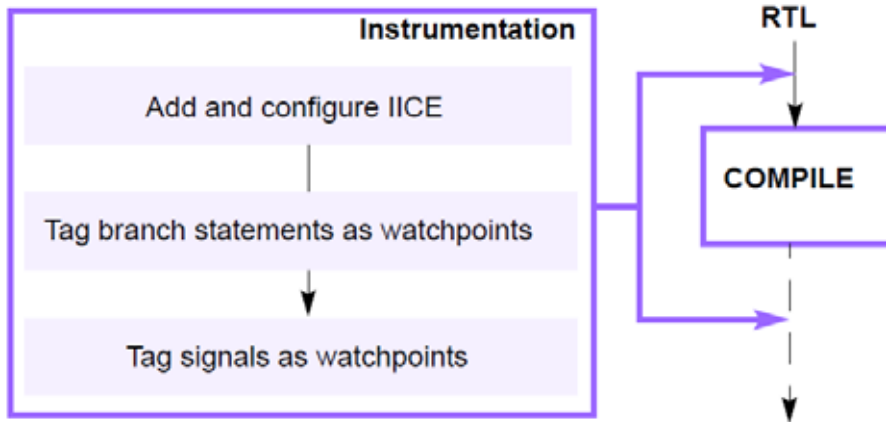 Instrumentation
Add and configure IICE
Tag branch statements as watchpoints
Tag signals as watchpoints
RTL
COMPILE